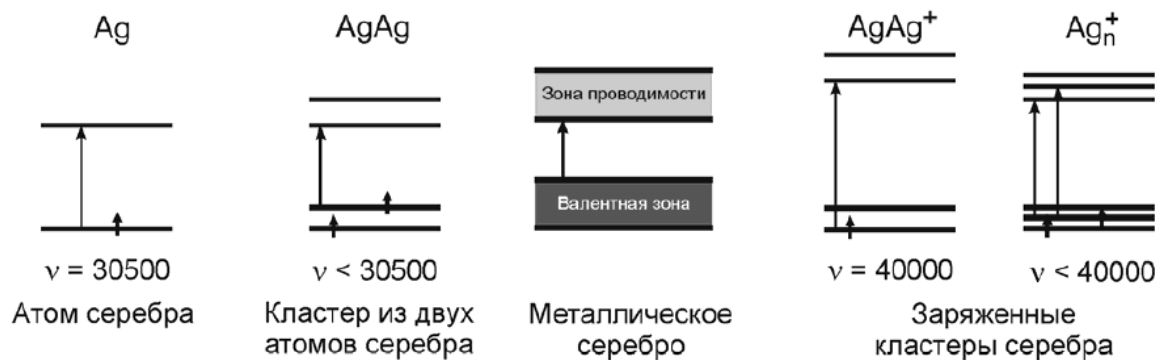 Ag
AgAg
AgAg⁺
Agₙ⁺
Зона проводимости
Валентная зона
ν = 30500
ν < 30500
ν = 40000
ν < 40000
Атом серебра
Кластер из двух
атомов серебра
Металлическое
серебро
Заряженные
кластеры серебра